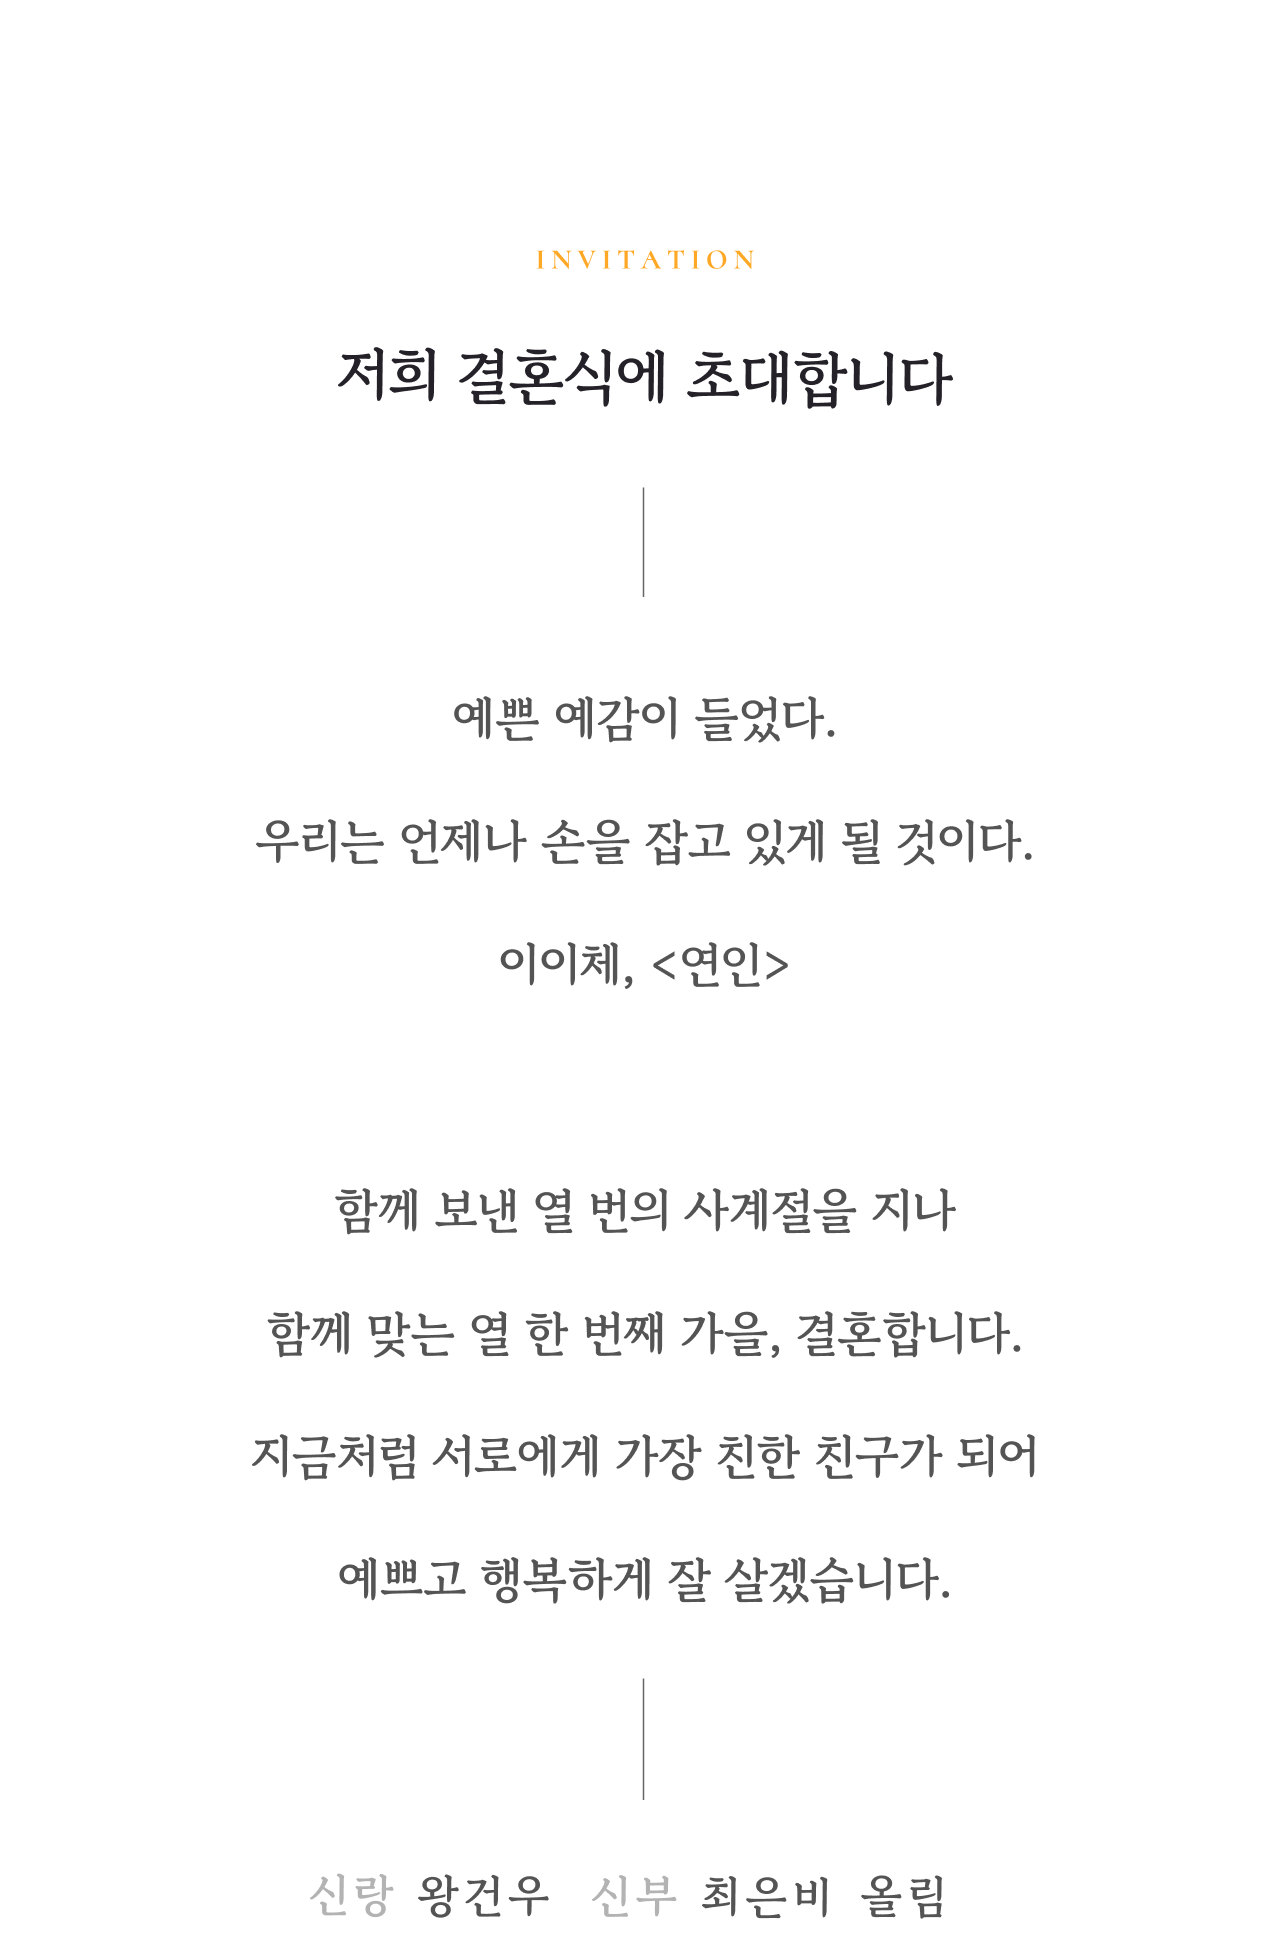 INVITATION
저희 결혼식에 초대합니다
예쁜 예감이 들었다.
우리는 언제나 손을 잡고 있게 될 것이다.
이이체, <연인>
함께 보낸 열 번의 사계절을 지나
함께 맞는 열 한 번째 가을, 결혼합니다.
지금처럼 서로에게 가장 친한 친구가 되어
예쁘고 행복하게 잘 살겠습니다.
신랑 왕건우 신부 최은비 올림